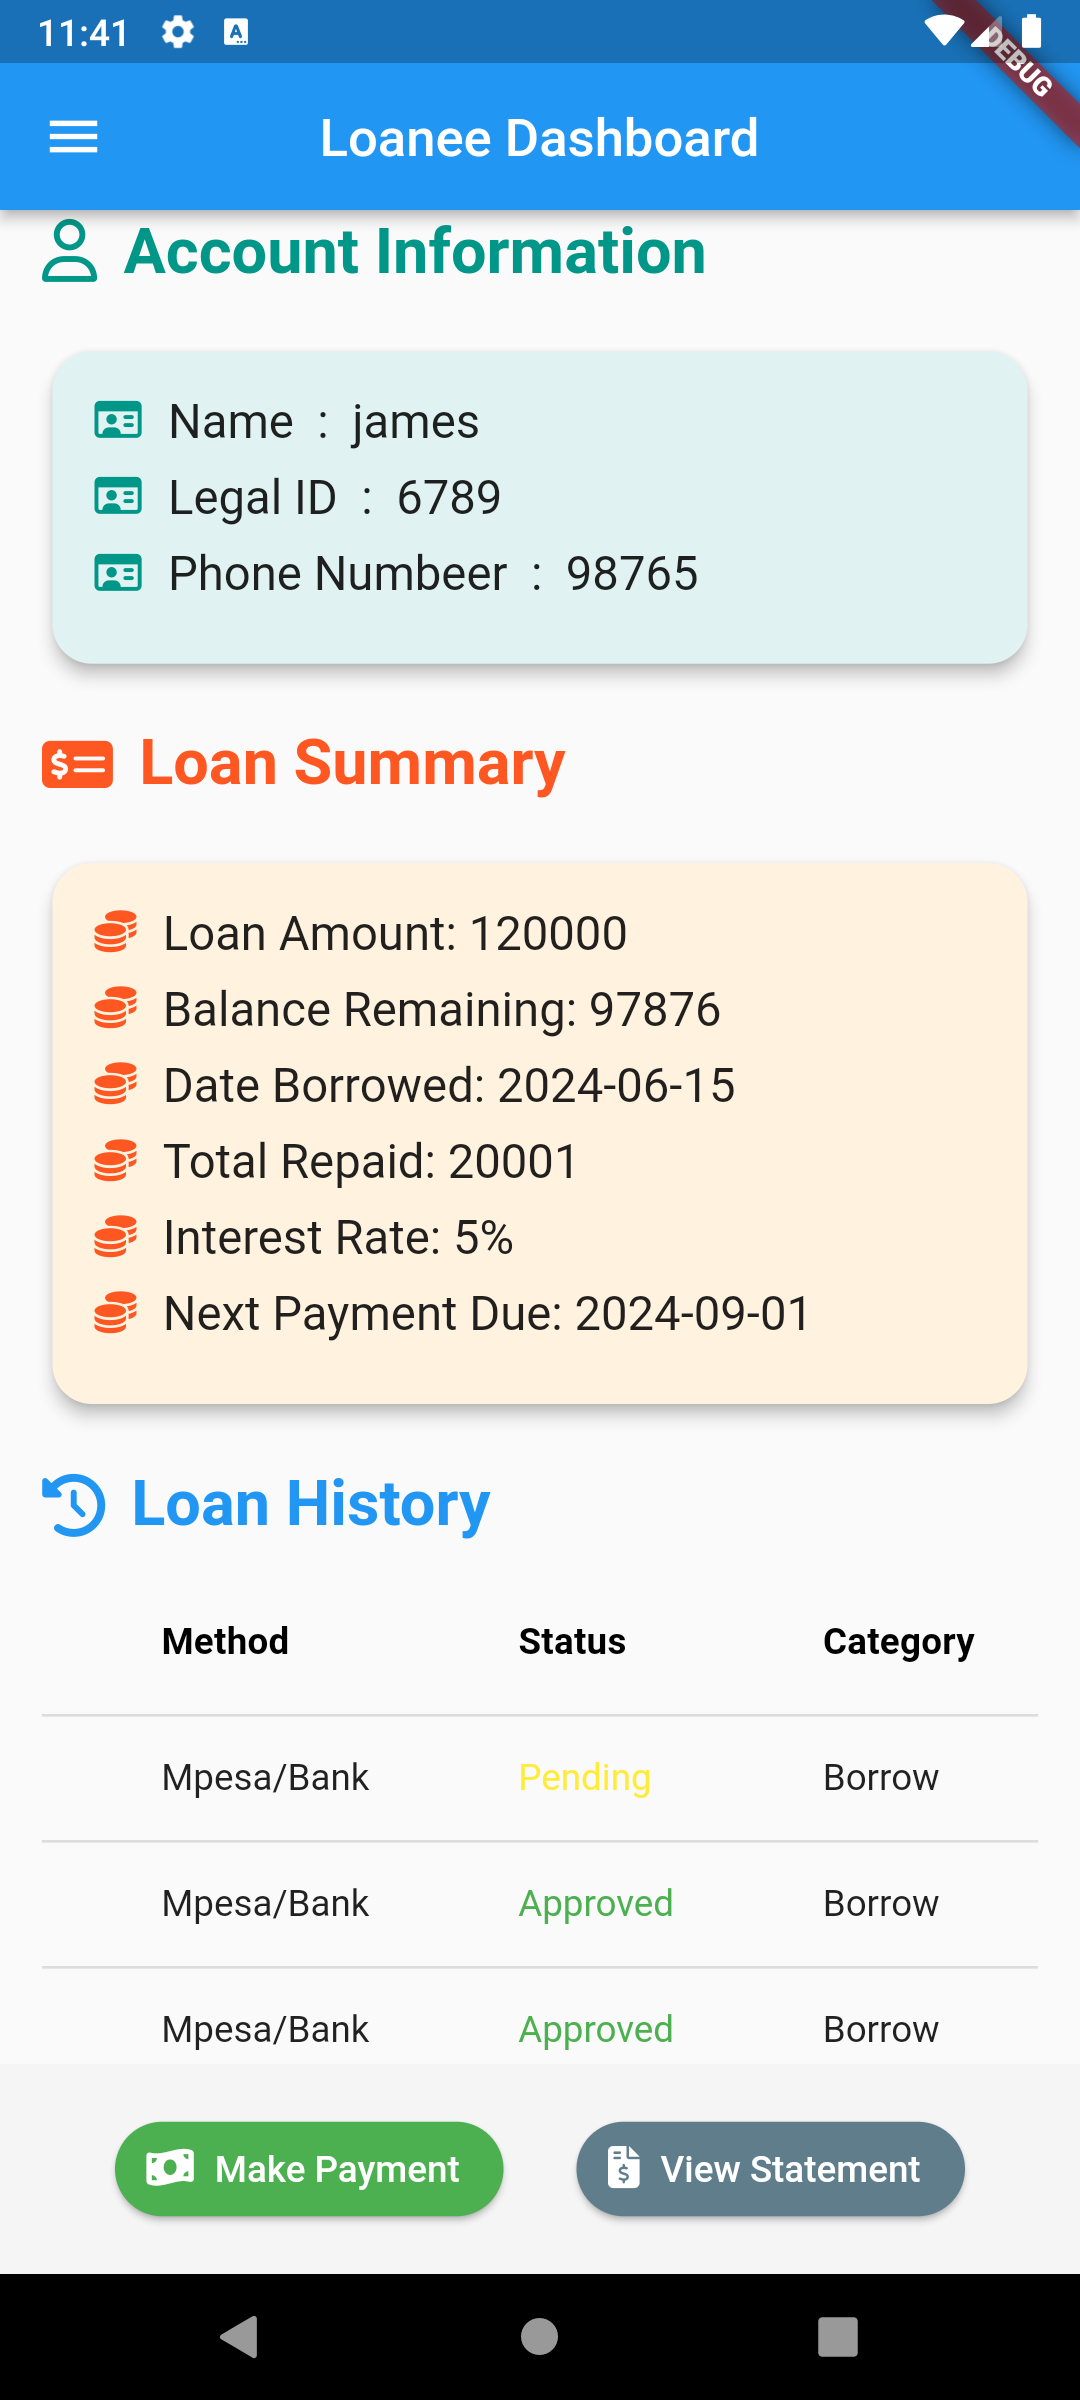 11:41
DEBUG
Loanee Dashboard
Account Information
Name : james
Legal ID : 6789
Phone Numbeer : 98765
Loan Summary
Loan Amount: 120000
Balance Remaining: 97876
Date Borrowed: 2024-06-15
Total Repaid: 20001
Interest Rate: 5%
Next Payment Due: 2024-09-01
Loan History
Method Status Category
Mpesa/Bank Pending Borrow
Mpesa/Bank Approved Borrow
Mpesa/Bank Approved Borrow
Make Payment View Statement